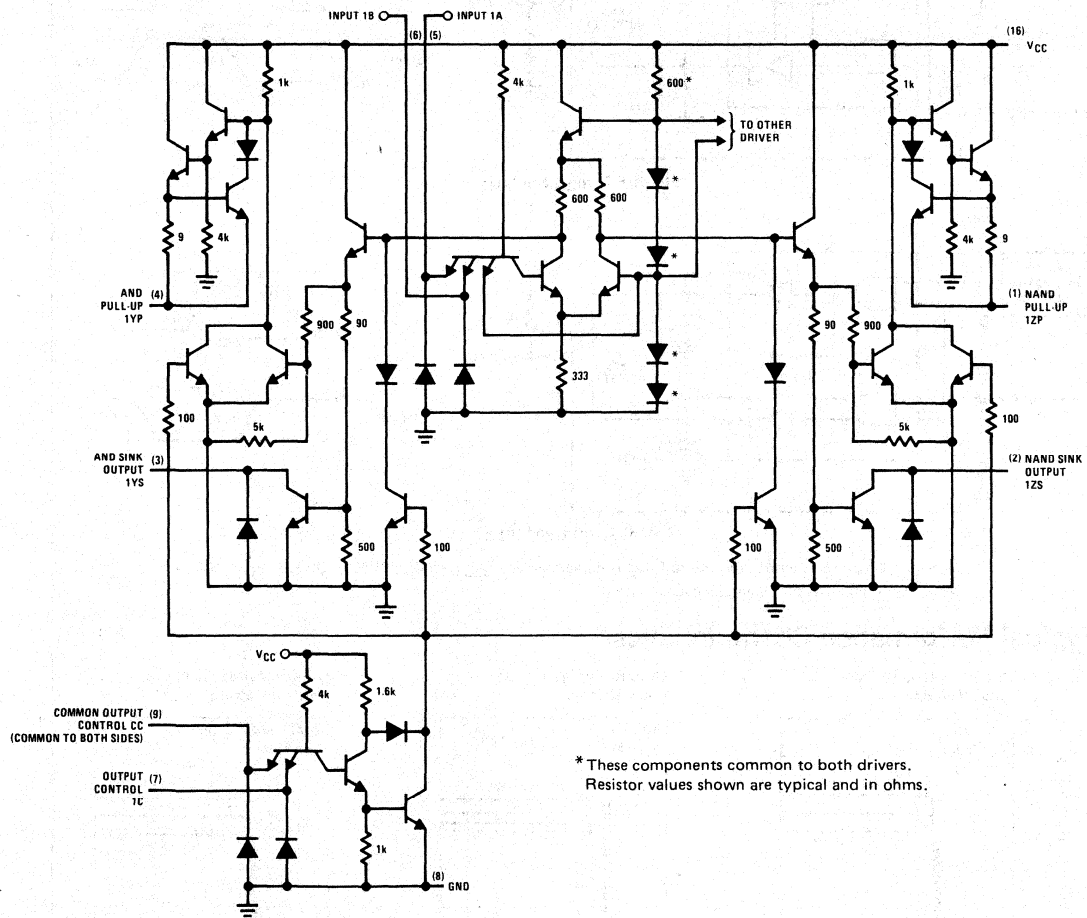 INPUT 1B
INPUT 1A
(6)
(5)
(16)
VCC
1k
4k
600*
1k
TO OTHER
DRIVER
*
600
600
*
9
4k
4k
9
AND
PULL-UP
1YP
(4)
(1)
NAND
PULL-UP
1ZP
900
90
90
900
333
*
*
100
100
5k
5k
AND SINK
OUTPUT
1YS
(3)
(2)
NAND SINK
OUTPUT
1ZS
500
100
100
500
VCC
4k
1.6k
COMMON OUTPUT
CONTROL CC
(COMMON TO BOTH SIDES)
(9)
OUTPUT
CONTROL
(7)
1k
(8)
GND
* These components common to both drivers.
Resistor values shown are typical and in ohms.